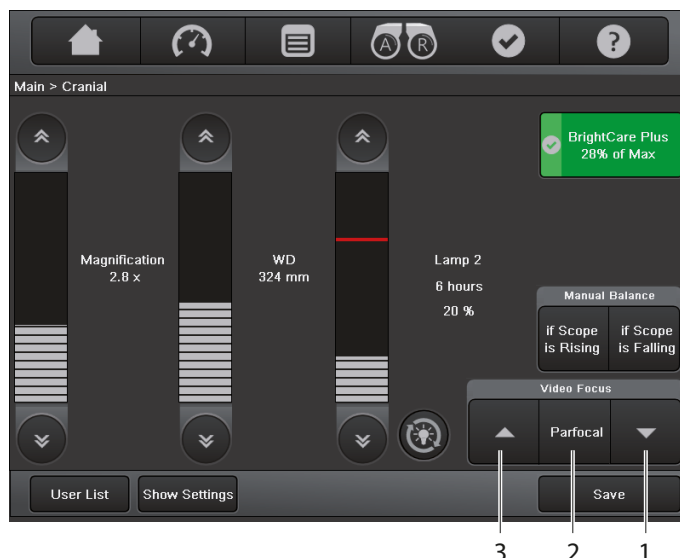 A R ?
Main > Cranial
BrightCare Plus
28% of Max
Magnification
2.8 x
WD
324 mm
Lamp 2
6 hours
20 %
Manual Balance
if Scope
is Rising
if Scope
is Falling
Video Focus
Parfocal
User List
Show Settings
Save
3 2 1